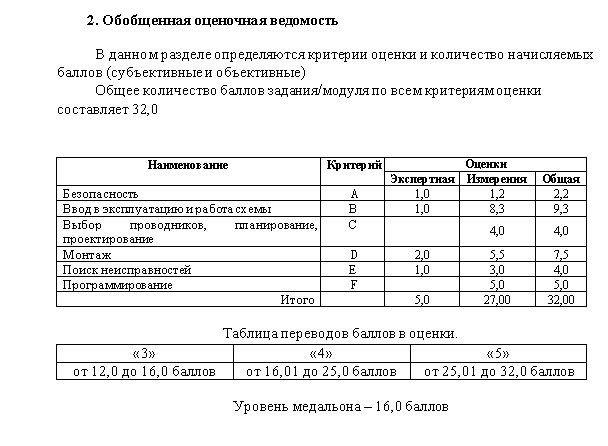 2. Обобщенная оценочная ведомость
В данном разделе определяются критерии оценки и количество начисляемых
баллов (субъективные и объективные)
Общее количество баллов задания/модуля по всем критериям оценки
составляет 32,0
Наименование Критерий Оценки
Экспертная Измерения Общая
Безопасность A 1,0 1,2 2,2
Ввод в эксплуатацию и работа схемы B 1,0 8,3 9,3
Выбор проводников, планирование, C 4,0 4,0
проектирование
Монтаж D 2,0 5,5 7,5
Поиск неисправностей E 1,0 3,0 4,0
Программирование F 5,0 5,0
Итого 5,0 27,00 32,00
Таблица переводов баллов в оценки.
«3» «4» «5»
от 12,0 до 16,0 баллов от 16,01 до 25,0 баллов от 25,01 до 32,0 баллов
Уровень медальона – 16,0 баллов